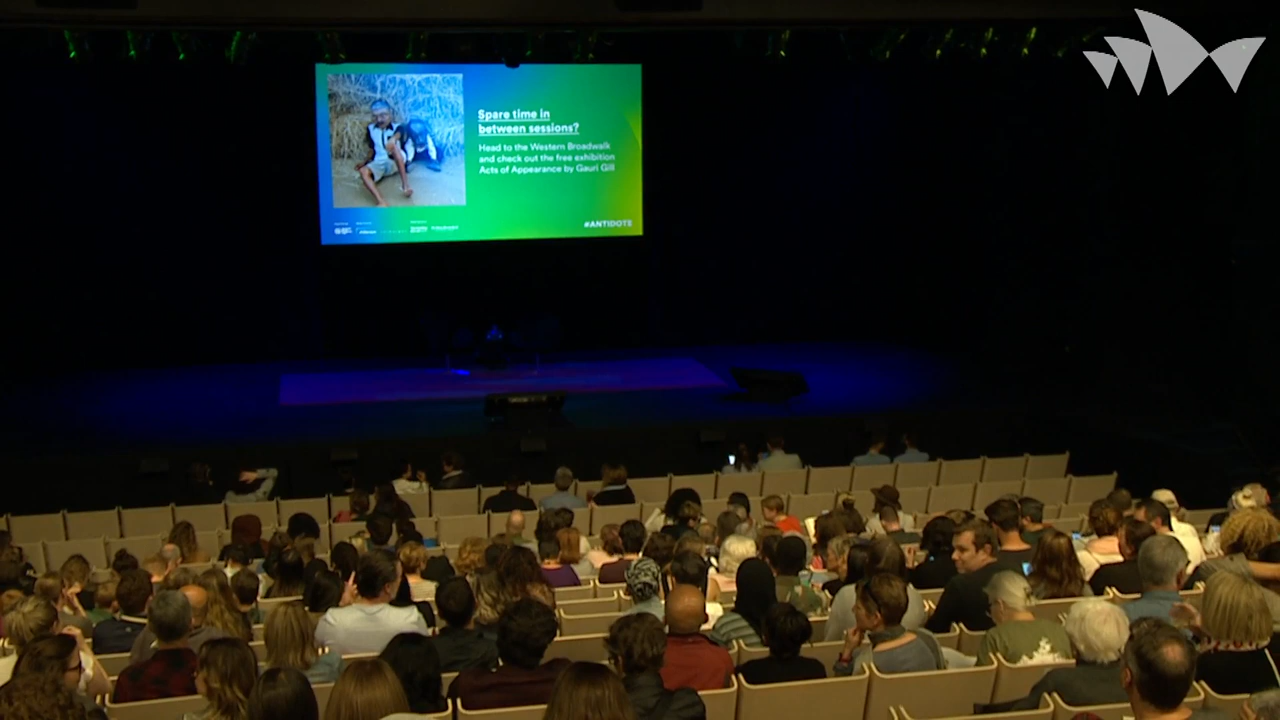 Spare time in
between sessions?
Head to the Western Broadwalk
and check out the free exhibition
Acts of Appearance by Gauri Gill
#ANTIDOTE